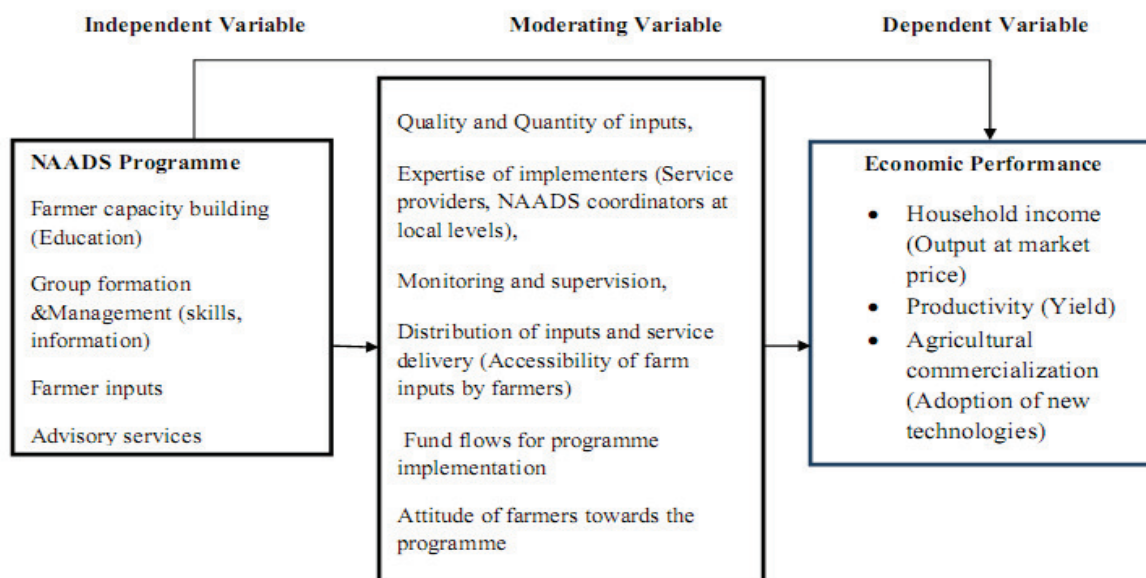 Independent Variable
Moderating Variable
Dependent Variable
NAADS Programme
Farmer capacity building
(Education)
Group formation
&Management (skills,
information)
Farmer inputs
Advisory services
Quality and Quantity of inputs,
Expertise of implementers (Service
providers, NAADS coordinators at
local levels),
Monitoring and supervision,
Distribution of inputs and service
delivery (Accessibility of farm
inputs by farmers)
Fund flows for programme
implementation
Attitude of farmers towards the
programme
Economic Performance
• Household income
(Output at market
price)
• Productivity (Yield)
• Agricultural
commercialization
(Adoption of new
technologies)